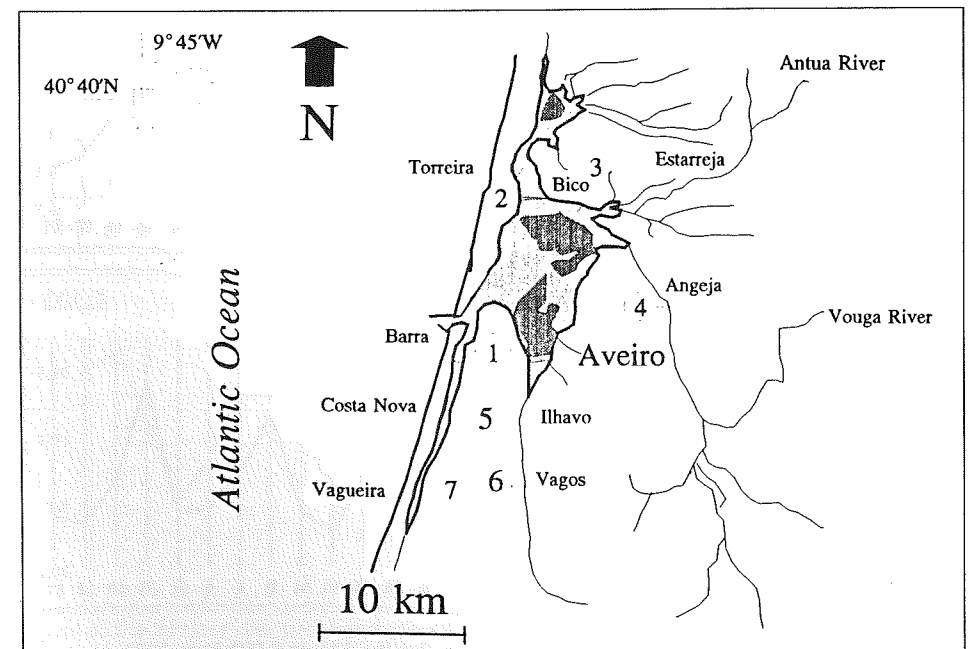 9°45'W
40°40'N
N
Antua River
Torreira
Estarreja
3
Bico
2
Angeja
4
Vouga River
Barra
1
Aveiro
Atlantic Ocean
Costa Nova
5
Ilhavo
Vagueira
7
6
Vagos
10 km